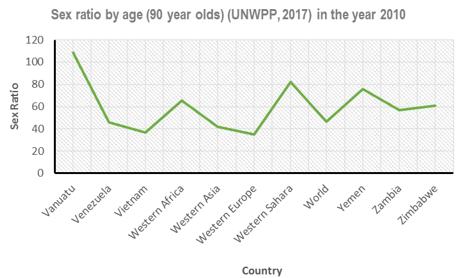 Sex ratio by age (90 year olds) (UNWPP, 2017) in the year 2010
120
100
80
60
40
20
0
Sex Ratio
Vanuatu
Venezuela
Vietnam
Western Africa
Western Asia
Western Europe
Western Sahara
World
Yemen
Zambia
Zimbabwe
Country